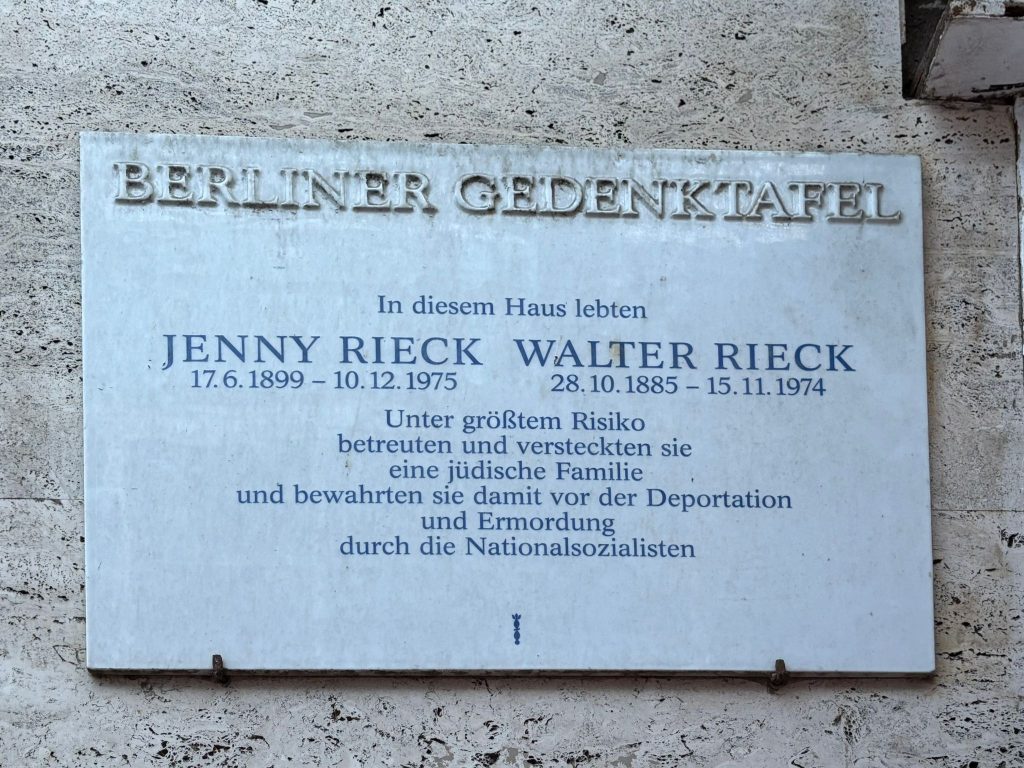 BERLINER GEDENKTAFEL
In diesem Haus lebten
JENNY RIECK WALTER RIECK
17.6.1899 – 10.12.1975 28.10.1885 – 15.11.1974
Unter größtem Risiko
betreuten und versteckten sie
eine jüdische Familie
und bewahrten sie damit vor der Deportation
und Ermordung
durch die Nationalsozialisten